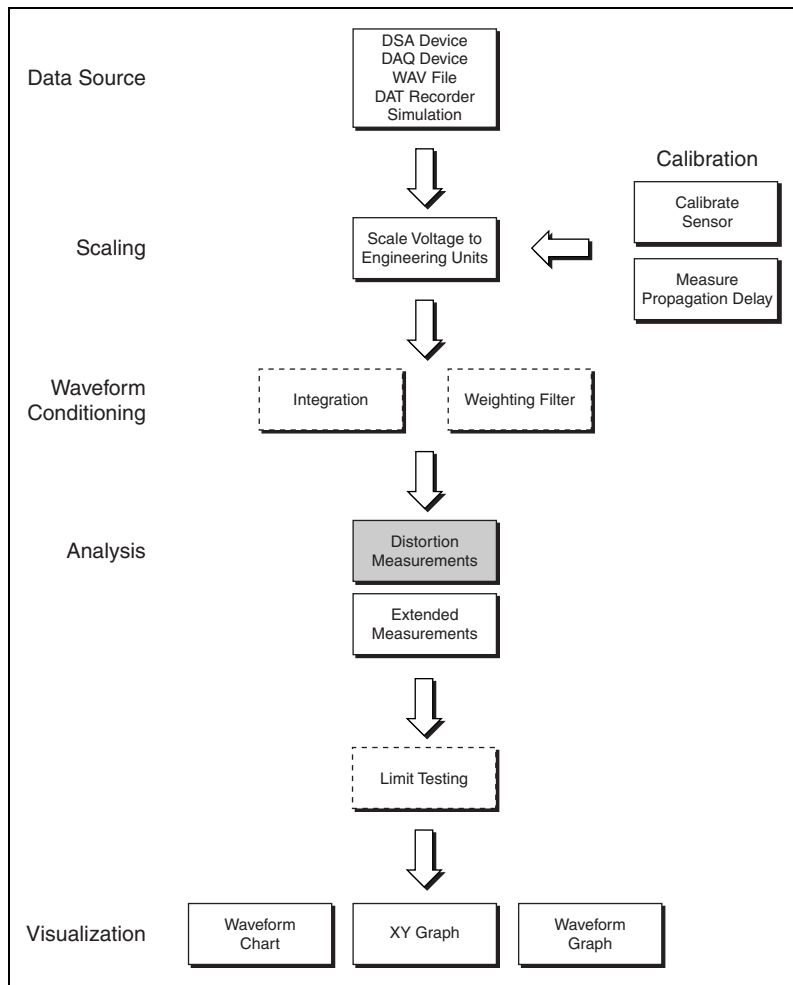 Data Source
DSA Device
DAQ Device
WAV File
DAT Recorder
Simulation
Calibration
Calibrate
Sensor
Measure
Propagation Delay
Scaling
Scale Voltage to
Engineering Units
Waveform
Conditioning
Integration
Weighting Filter
Analysis
Distortion
Measurements
Extended
Measurements
Limit Testing
Visualization
Waveform
Chart
XY Graph
Waveform
Graph